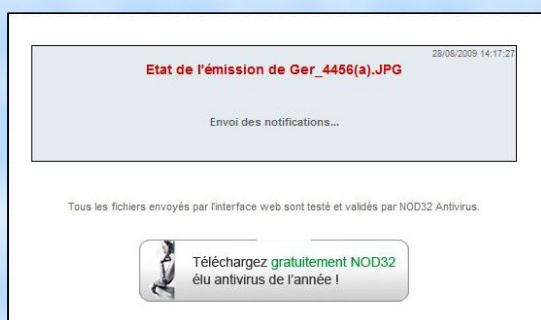 28/08/2009 14:17:27
Etat de l'émission de Ger_4456(a).JPG
Envoi des notifications...
Tous les fichiers envoyés par l'interface web sont testé et validés par NOD32 Antivirus.
Téléchargez gratuitement NOD32
élu antivirus de l'année !